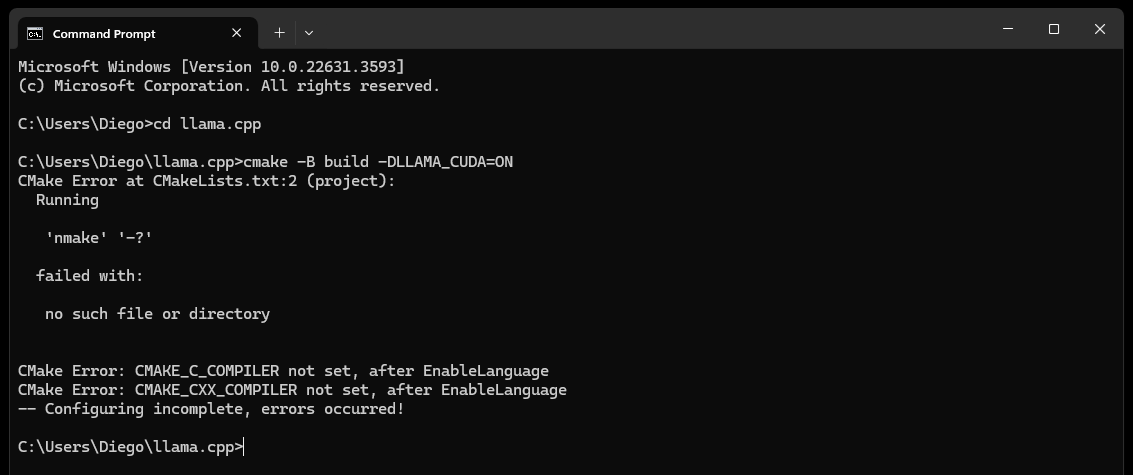 Command Prompt
Microsoft Windows [Version 10.0.22631.3593]
(c) Microsoft Corporation. All rights reserved.
C:\Users\Diego>cd llama.cpp
C:\Users\Diego\llama.cpp>cmake -B build -DLLAMA_CUDA=ON
CMake Error at CMakeLists.txt:2 (project):
Running
'nmake' '-?'
failed with:
no such file or directory
CMake Error: CMAKE_C_COMPILER not set, after EnableLanguage
CMake Error: CMAKE_CXX_COMPILER not set, after EnableLanguage
-- Configuring incomplete, errors occurred!
C:\Users\Diego\llama.cpp>